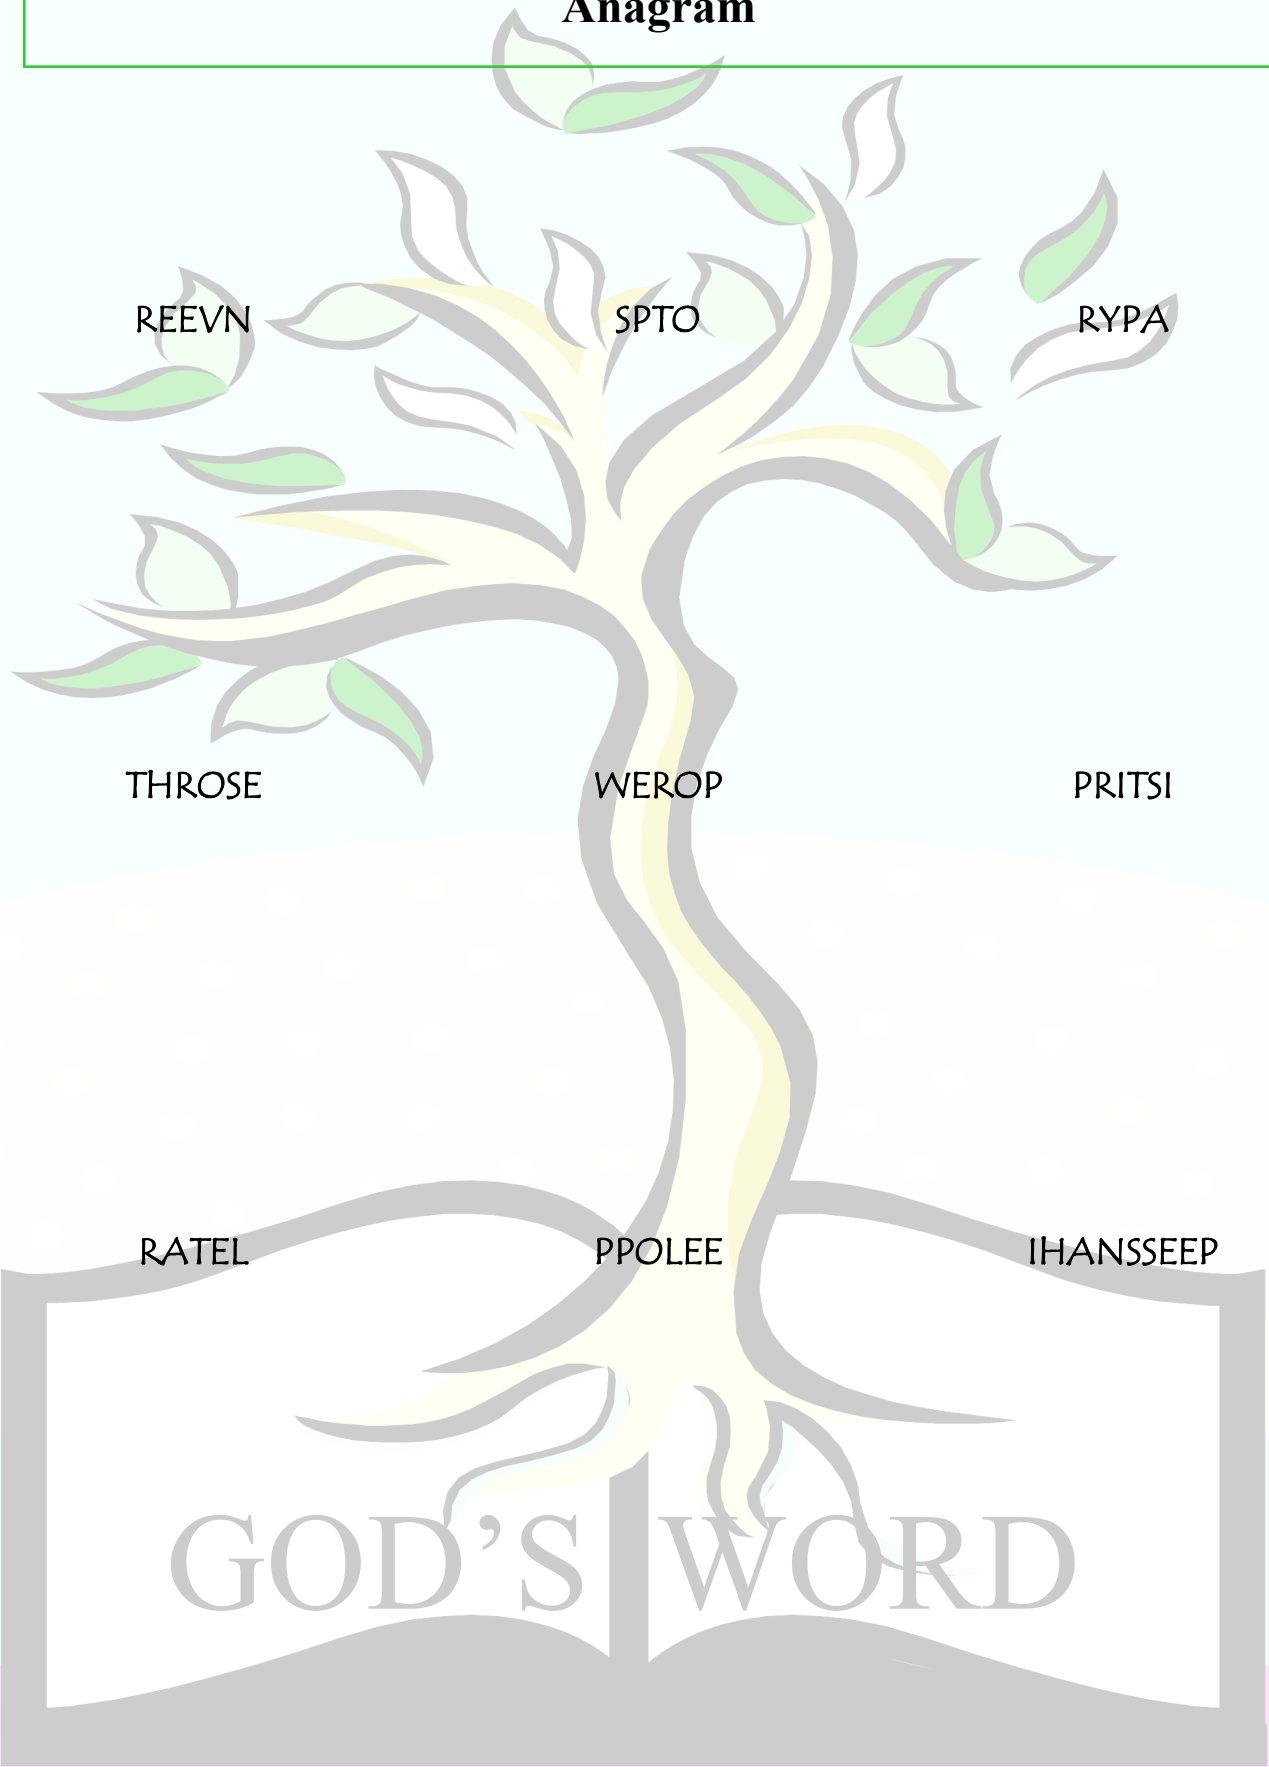 Anagram
REEVN SPTO RYPA
THROSE WEROP PRITSI
RATEL PPOLEE IHANSSEEP
GOD’S WORD